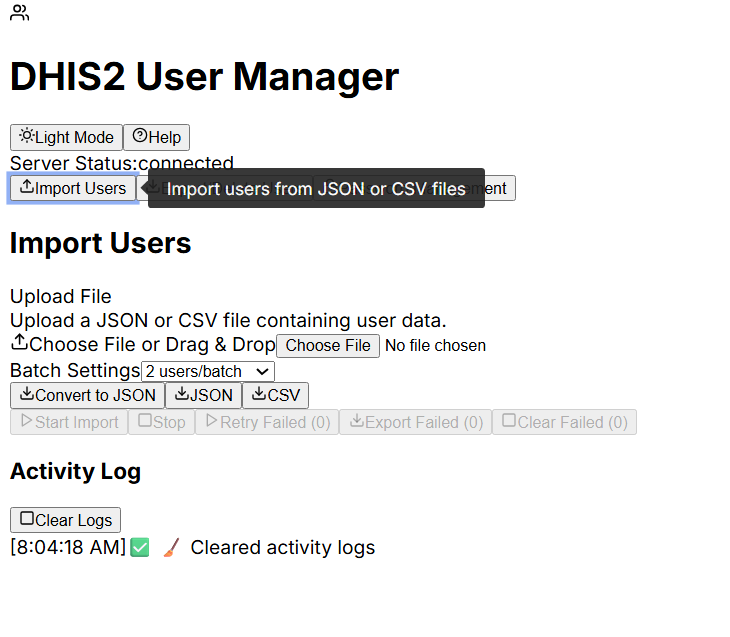 DHIS2 User Manager
Light Mode Help
Server Status:connected
Import Users Import users from JSON or CSV files
Import Users
Upload File
Upload a JSON or CSV file containing user data.
Choose File or Drag & Drop Choose File No file chosen
Batch Settings 2 users/batch
Convert to JSON JSON CSV
Start Import Stop Retry Failed (0) Export Failed (0) Clear Failed (0)
Activity Log
Clear Logs
[8:04:18 AM] ✅ 🧹 Cleared activity logs